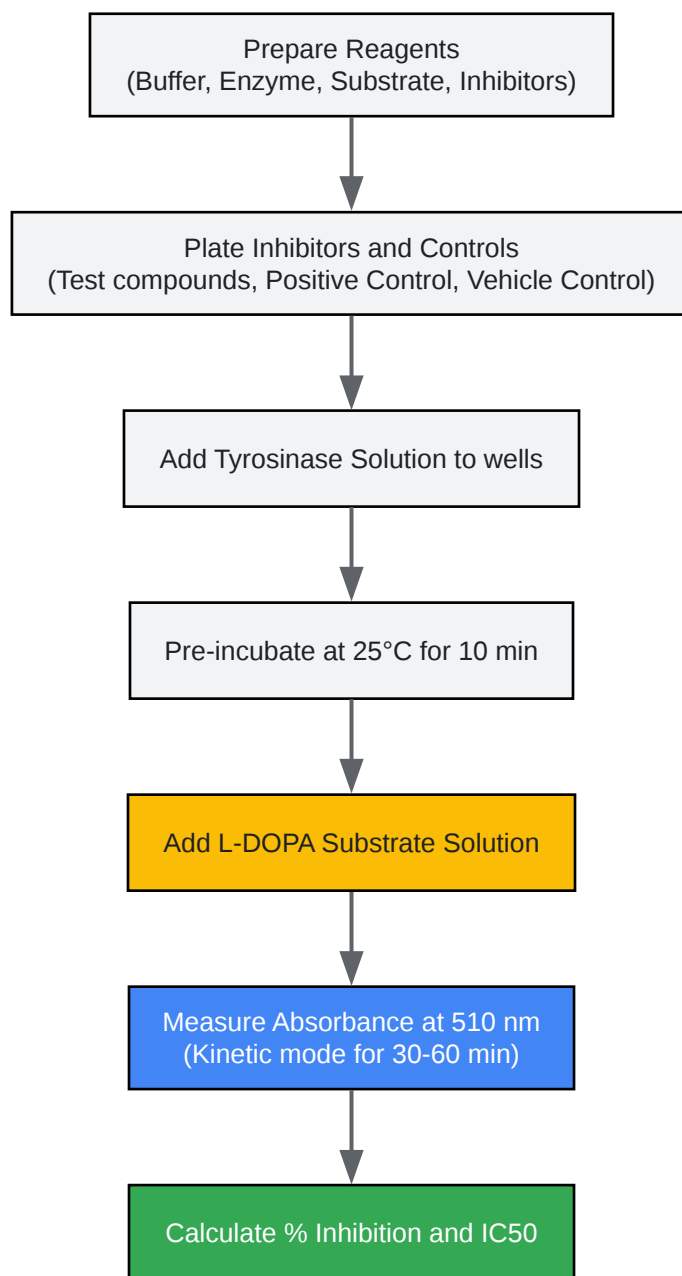 Prepare Reagents
(Buffer, Enzyme, Substrate, Inhibitors)
Plate Inhibitors and Controls
(Test compounds, Positive Control, Vehicle Control)
Add Tyrosinase Solution to wells
Pre-incubate at 25°C for 10 min
Add L-DOPA Substrate Solution
Measure Absorbance at 510 nm
(Kinetic mode for 30-60 min)
Calculate % Inhibition and IC50